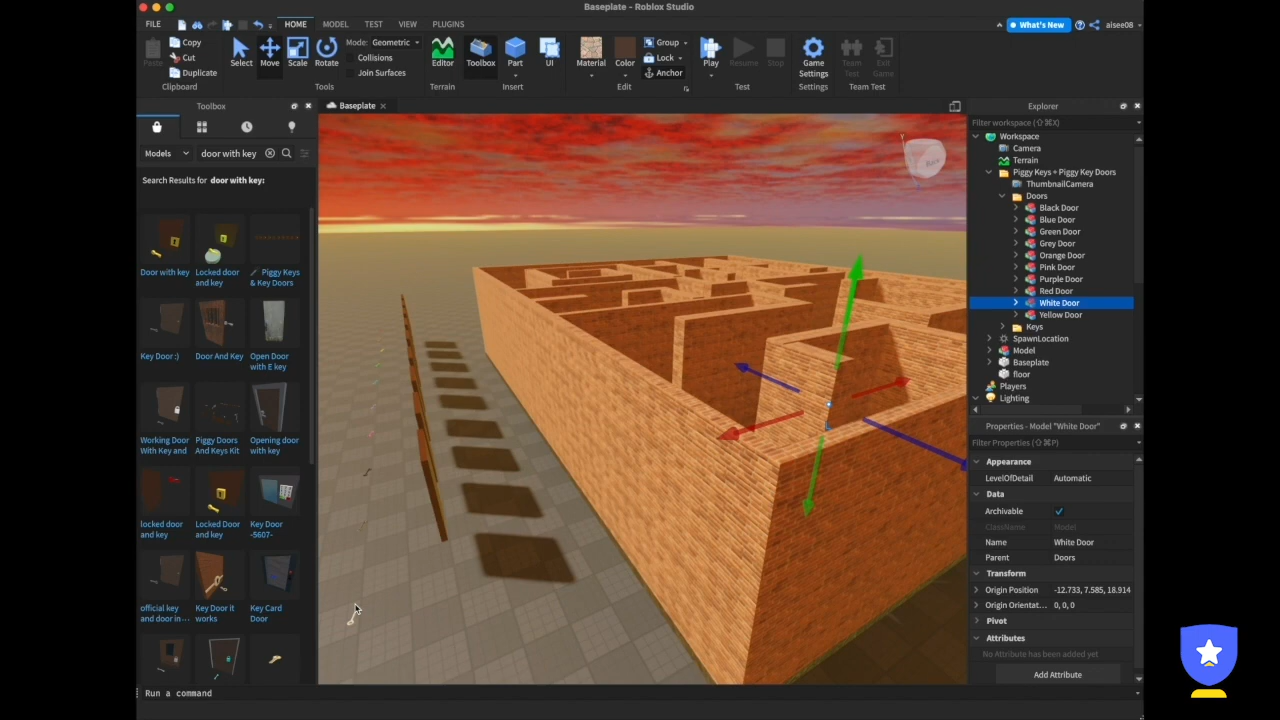 Baseplate - Roblox Studio
FILE HOME MODEL TEST VIEW PLUGINS What's New aisee08
Paste Copy Cut Duplicate Clipboard
Select Move Scale Rotate Mode: Geometric Collisions Join Surfaces Tools
Editor Terrain
Toolbox Part UI Insert
Material Color Group Lock Anchor Edit
Play Resume Stop Test
Game Settings Settings
Team Test Exit Game Team Test
Toolbox
Models door with key
Search Results for door with key:
Door with key
Locked door and key
Piggy Keys & Key Doors
Key Door :)
Door And Key
Open Door with E key
Working Door With Key and
Piggy Doors And Keys Kit
Opening door with key
locked door and key
Locked Door and key
Key Door -5607-
official key and door in...
Key Door it works
Key Card Door
Baseplate
Explorer
Filter workspace (⇧⌘X)
Workspace
Camera
Terrain
Piggy Keys + Piggy Key Doors
ThumbnailCamera
Doors
Black Door
Blue Door
Green Door
Grey Door
Orange Door
Pink Door
Purple Door
Red Door
White Door
Yellow Door
Keys
SpawnLocation
Model
Baseplate
floor
Players
Lighting
Properties - Model "White Door"
Filter Properties (⇧⌘P)
Appearance
LevelOfDetail Automatic
Data
Archivable
ClassName Model
Name White Door
Parent Doors
Transform
Origin Position -12.733, 7.585, 18.914
Origin Orientat... 0, 0, 0
Pivot
Attributes
No Attribute has been added yet
Add Attribute
Run a command